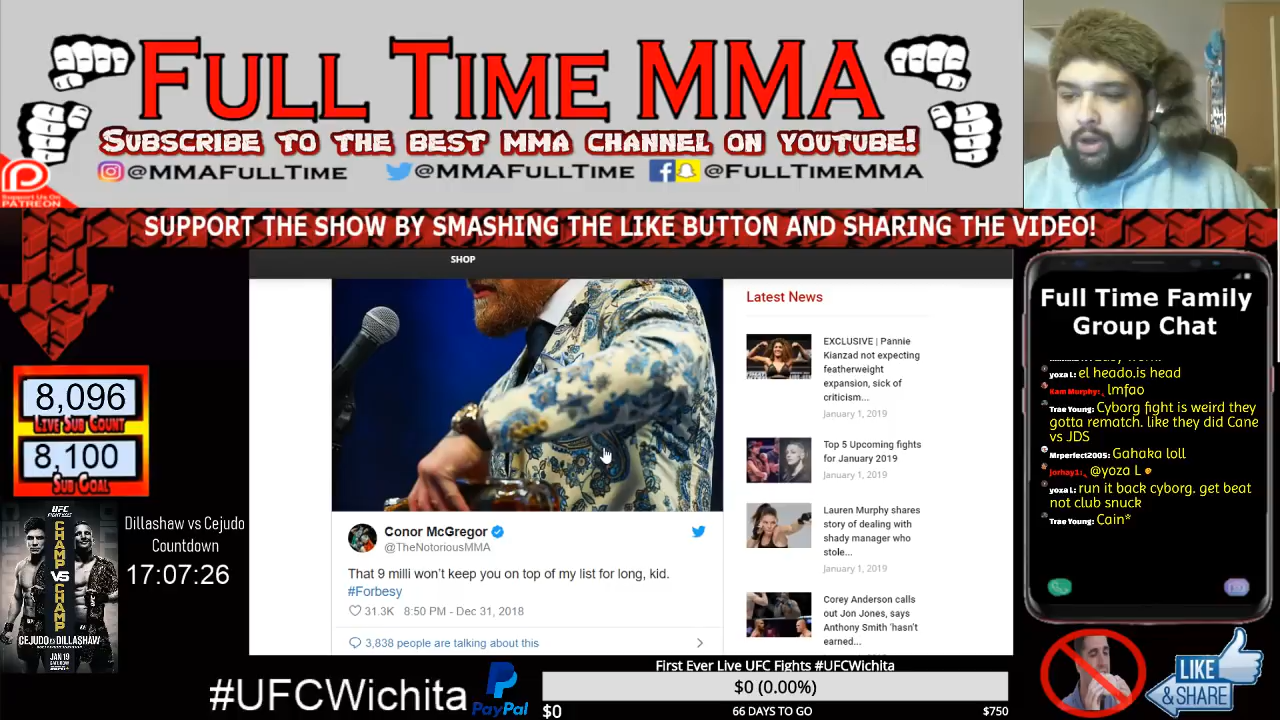 FULL TIME MMA
SUBSCRIBE TO THE BEST MMA CHANNEL ON YOUTUBE!
@MMAFULLTIME @MMAFULLTIME @FULLTIMEMMA
Support Us On
PATREON
SUPPORT THE SHOW BY SMASHING THE LIKE BUTTON AND SHARING THE VIDEO!
SHOP
8,096
LIVE SUB COUNT
8,100
SUB GOAL
UFC
CHAMP VS CHAMP
CEJUDO DILLASHAW
JAN 19
Dillashaw vs Cejudo
Countdown
17:07:26
Conor McGregor
@TheNotoriousMMA
That 9 milli won't keep you on top of my list for long, kid.
#Forbesy
31.3K 8:50 PM - Dec 31, 2018
3,838 people are talking about this
Latest News
EXCLUSIVE | Pannie
Kianzad not expecting
featherweight
expansion, sick of
criticism...
January 1, 2019
Top 5 Upcoming fights
for January 2019
January 1, 2019
Lauren Murphy shares
story of dealing with
shady manager who
stole...
January 1, 2019
Corey Anderson calls
out Jon Jones, says
Anthony Smith 'hasn't
earned...
Full Time Family
Group Chat
yoza L: el heado.is head
Kam Murphy: lmfao
Trae Young: Cyborg fight is weird they
gotta rematch. like they did Cane
vs JDS
Mrperfect2005: Gahaka loll
Jorhay1: @yoza L
yoza L: run it back cyborg. get beat
not club snuck
Trae Young: Cain*
#UFCWichita
PayPal
First Ever Live UFC Fights #UFCWichita
$0 (0.00%)
$0 66 DAYS TO GO $750
LIKE
& SHARE